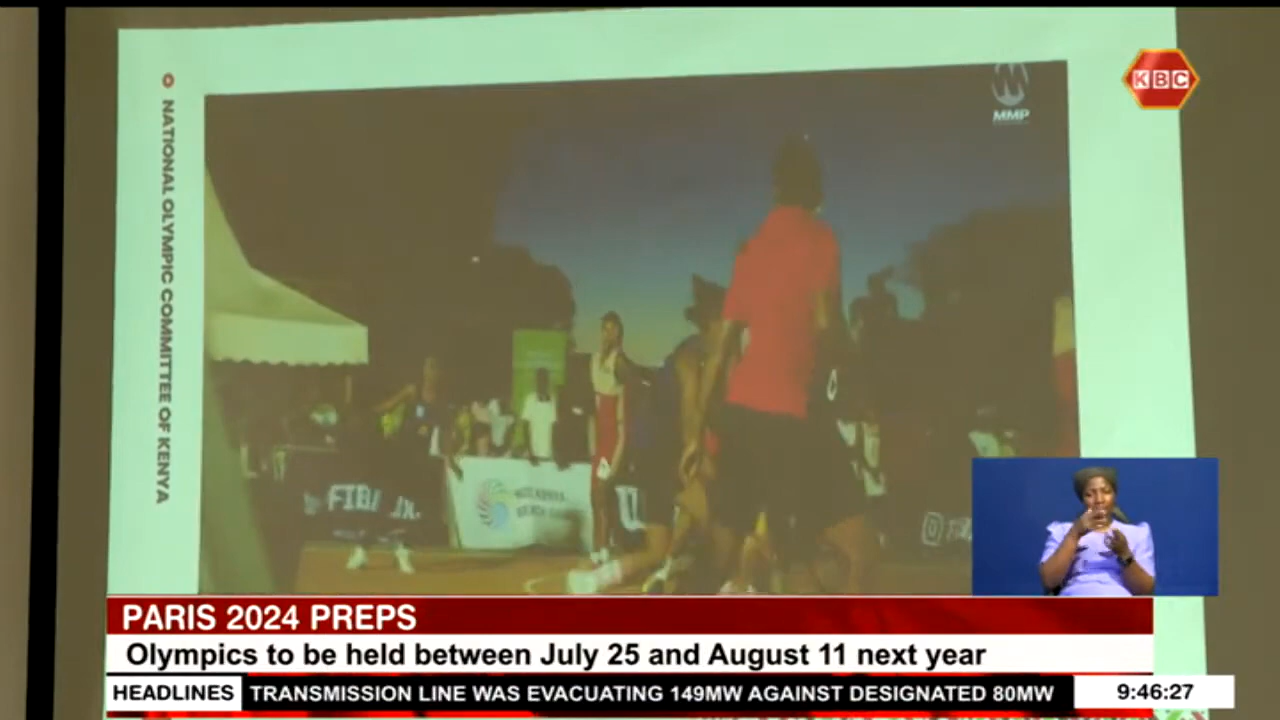 NATIONAL OLYMPIC COMMITTEE OF KENYA
MMP
KBC
FIBA
PARIS 2024 PREPS
Olympics to be held between July 25 and August 11 next year
HEADLINES TRANSMISSION LINE WAS EVACUATING 149MW AGAINST DESIGNATED 80MW 9:46:27